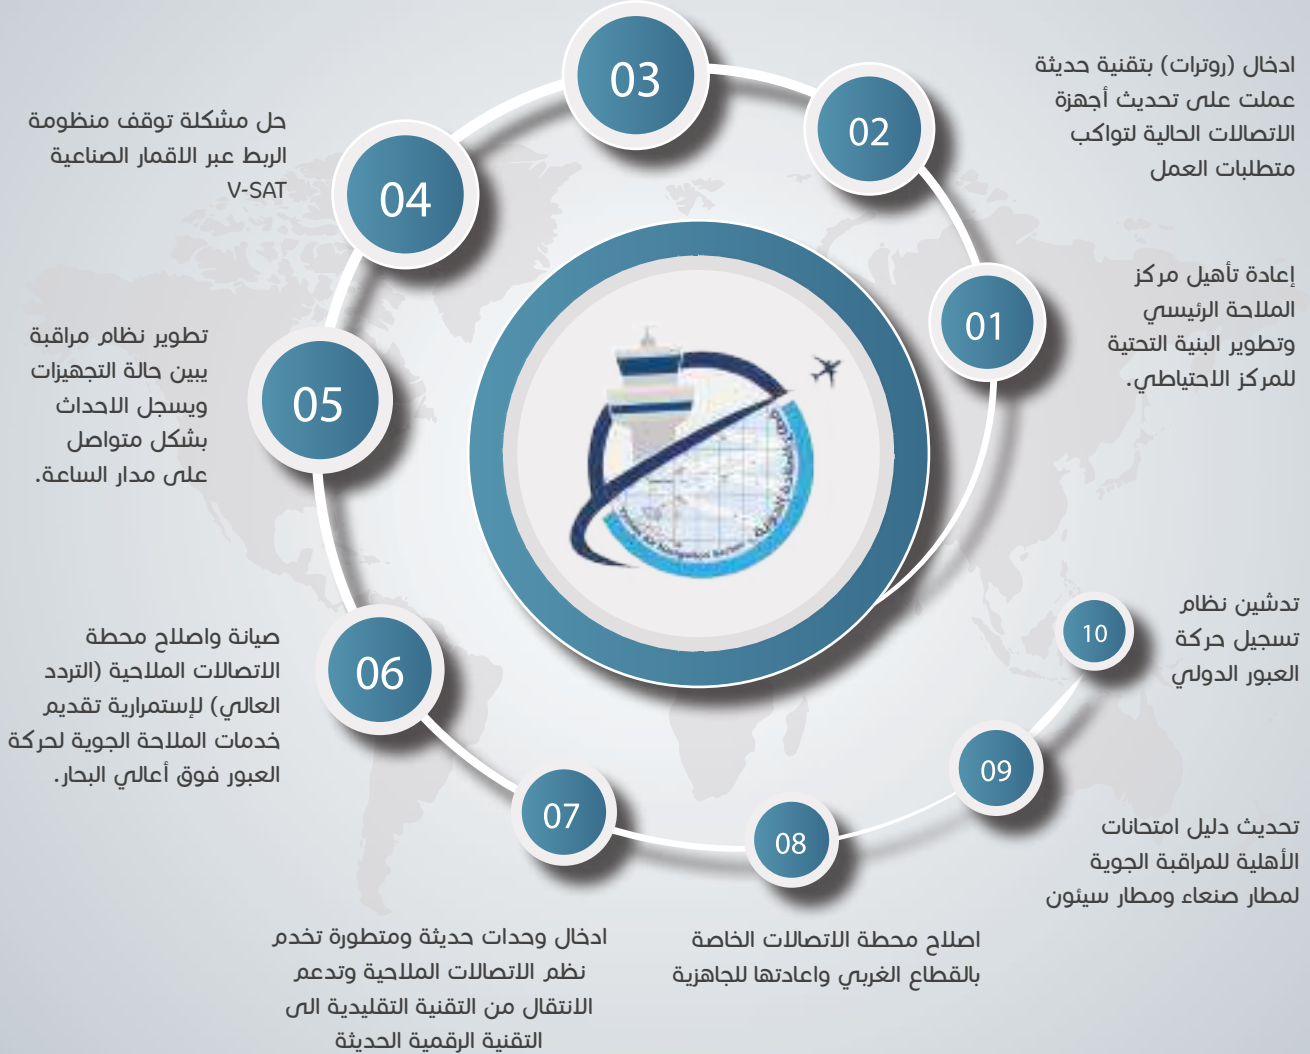 01
إعادة تأهيل مركز
الملاحة الرئيسي
وتطوير البنية التحتية
للمركز الاحتياطي.
02
ادخال (روترات) بتقنية حديثة
عملت على تحديث أجهزة
الاتصالات الحالية لتواكب
متطلبات العمل
03
04
حل مشكلة توقف منظومة
الربط عبر الاقمار الصناعية
V-SAT
05
تطوير نظام مراقبة
يبين حالة التجهيزات
ويسجل الاحداث
بشكل متواصل
على مدار الساعة.
06
صيانة واصلاح محطة
الاتصالات الملاحية (التردد
العالي) لإستمرارية تقديم
خدمات الملاحة الجوية لحركة
العبور فوق أعالي البحار.
07
ادخال وحدات حديثة ومتطورة تخدم
نظم الاتصالات الملاحية وتدعم
الانتقال من التقنية التقليدية الى
التقنية الرقمية الحديثة
08
اصلاح محطة الاتصالات الخاصة
بالقطاع الغربي واعادتها للجاهزية
09
تحديث دليل امتحانات
الأهلية للمراقبة الجوية
لمطار صنعاء ومطار سيئون
10
تدشين نظام
تسجيل حركة
العبور الدولي